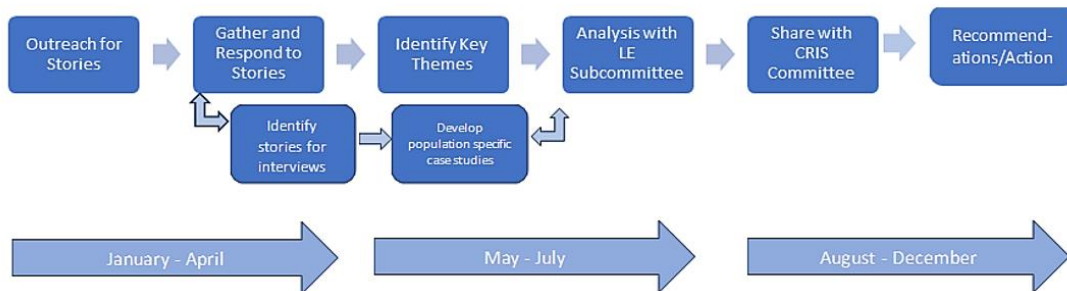 Outreach for
Stories
Gather and
Respond to
Stories
Identify Key
Themes
Analysis with
LE
Subcommittee
Share with
CRIS
Committee
Recommend-
ations/Action
Identify
stories for
interviews
Develop
population specific
case studies
January - April
May - July
August - December